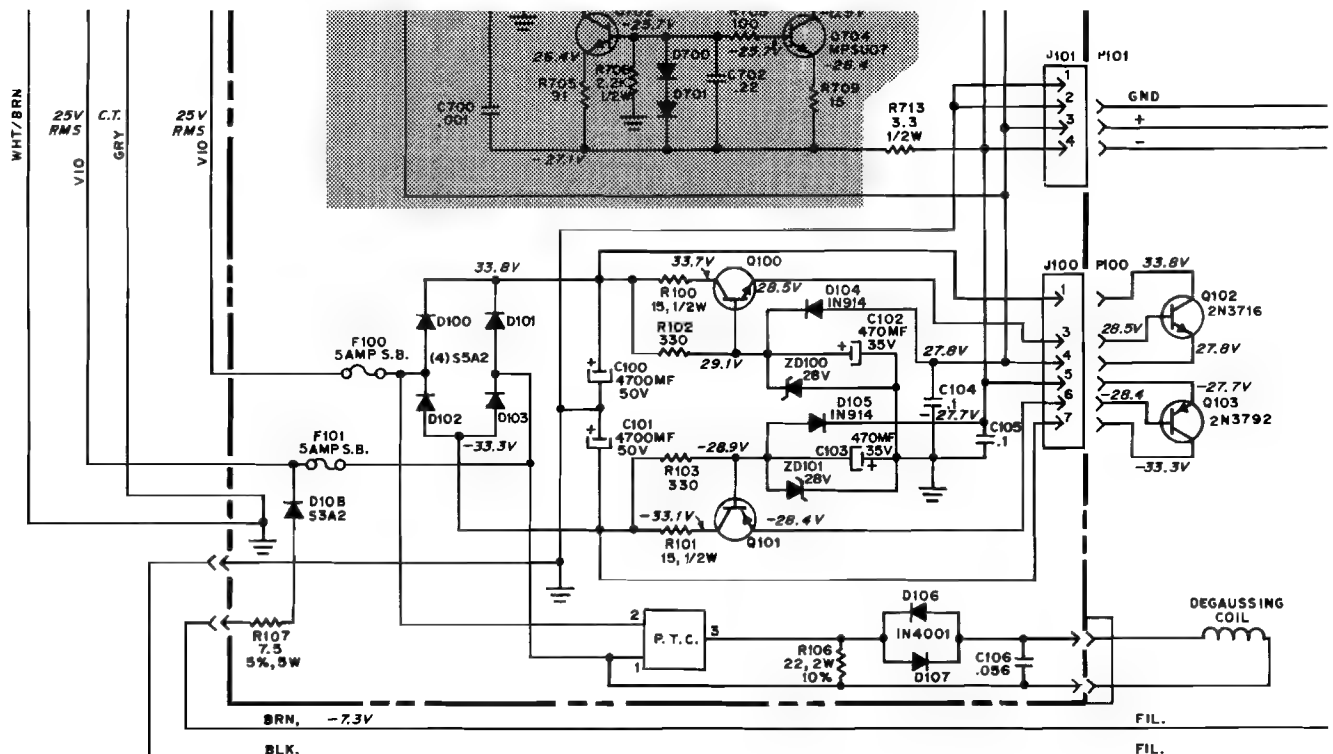 -25.7V
100
Q704
MPSU07
J101
P101
26.4V
D700
-25.7V
-28.4
1
GND
2
+
3
-
4
R705
91
R706
2.2K
1/2W
C702
.22
R709
15
R713
3.3
1/2W
C700
.001
D701
-27.1V
WHT/BRN
25V
RMS
VIO
C.T.
GRY
25V
RMS
VIO
33.8V
33.7V
Q100
28.5V
J100
P100
33.8V
R100
15, 1/2W
D104
IN914
1
Q102
2N3716
D100
D101
R102
330
C102
470MF
35V
+
3
28.5V
F100
5AMP S.B.
(4) S5A2
29.1V
27.8V
4
27.8V
+
C100
4700MF
50V
ZD100
28V
5
-27.7V
D102
D103
D105
IN914
C104
.1
-27.7V
6
-28.4
Q103
2N3792
+
C101
4700MF
50V
7
F101
5AMP S.B.
-33.3V
-28.9V
470MF
35V
C103
+
C105
.1
-33.3V
R103
330
ZD101
28V
D108
S3A2
-33.1V
-28.4V
R101
15, 1/2W
Q101
D106
DEGAUSSING
COIL
2
P.T.C.
3
IN4001
R107
7.5
5%, 5W
1
R106
22, 2W
10%
D107
C106
.056
BRN, -7.3V
FIL.
BLK.
FIL.